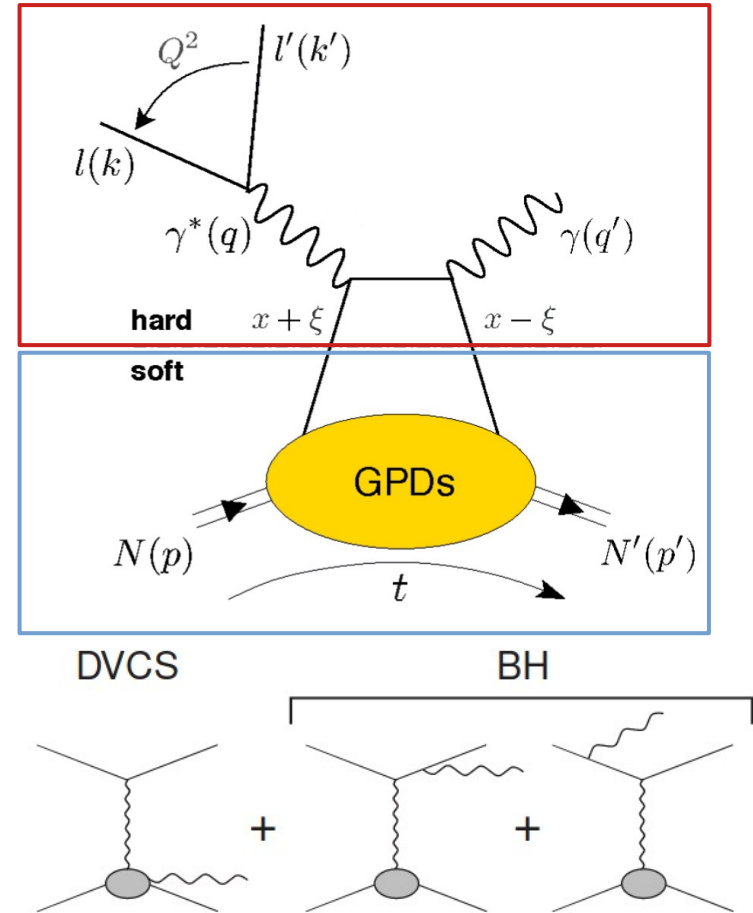 Q²
l'(k')
l(k)
γ*(q)
γ(q')
hard
x + ξ
x − ξ
soft
GPDs
N(p)
N'(p')
t
DVCS
BH
+
+